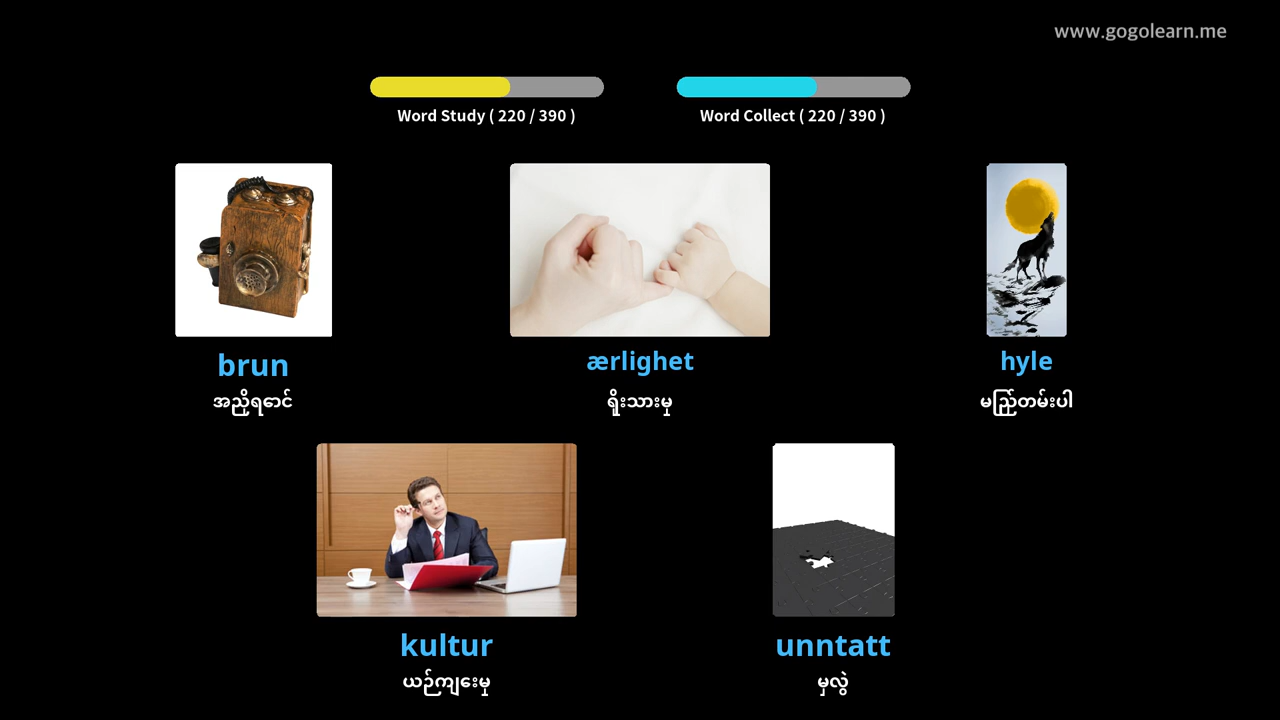 www.gogolearn.me
Word Study ( 220 / 390 )
Word Collect ( 220 / 390 )
brun
အညိုရောင်
ærlighet
ရိုးသားမှု
hyle
မည်ြတမ်းပါ
kultur
ယဉ်ကျေးမှု
unntatt
မှလွဲ